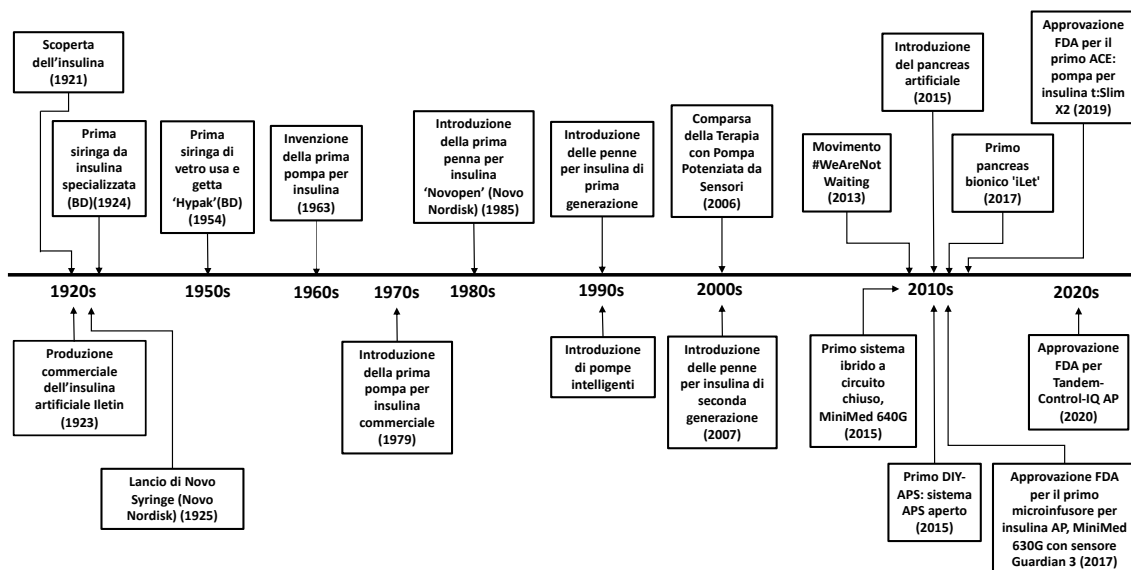 Scoperta
dell'insulina
(1921)
Prima
siringa da
insulina
specializzata
(BD)(1924)
Prima
siringa di
vetro usa e
getta
'Hypak'(BD)
(1954)
Invenzione
della prima
pompa per
insulina
(1963)
Introduzione
della prima
penna per
insulina
‘Novopen’ (Novo
Nordisk) (1985)
Introduzione
delle penne
per insulina di
prima
generazione
Comparsa
della Terapia
con Pompa
Potenziata da
Sensori
(2006)
Movimento
#WeAreNot
Waiting
(2013)
Introduzione
del pancreas
artificiale
(2015)
Primo
pancreas
bionico 'iLet'
(2017)
Approvazione
FDA per il
primo ACE:
pompa per
insulina t:Slim
X2 (2019)
1920s
1950s
1960s
1970s
1980s
1990s
2000s
2010s
2020s
Produzione
commerciale
dell'insulina
artificiale Iletin
(1923)
Lancio di Novo
Syringe (Novo
Nordisk) (1925)
Introduzione
della prima
pompa per
insulina
commerciale
(1979)
Introduzione
di pompe
intelligenti
Introduzione
delle penne
per insulina di
seconda
generazione
(2007)
Primo sistema
ibrido a
circuito
chiuso,
MiniMed 640G
(2015)
Primo DIY-
APS: sistema
APS aperto
(2015)
Approvazione FDA
per il primo
microinfusore per
insulina AP, MiniMed
630G con sensore
Guardian 3 (2017)
Approvazione
FDA per
Tandem-
Control-IQ AP
(2020)